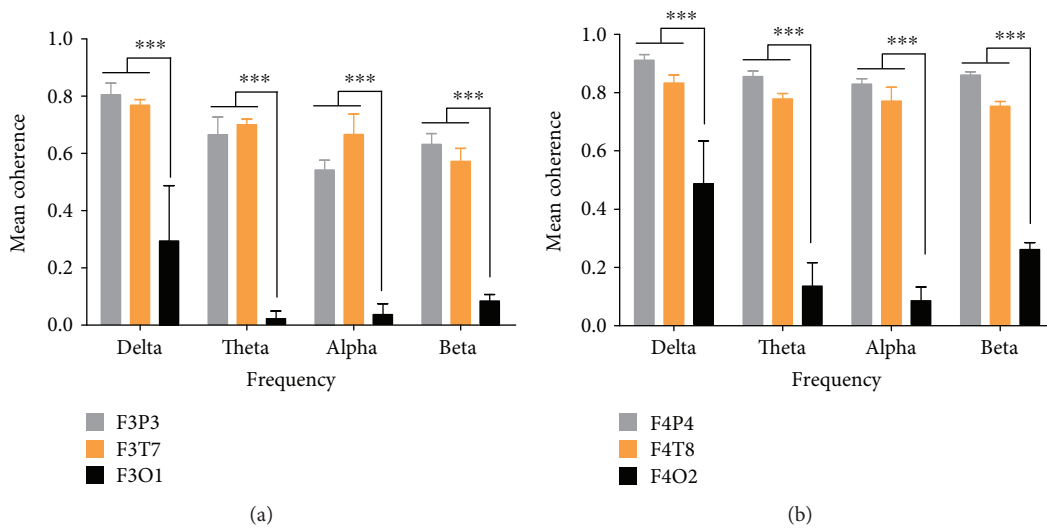 ***
***
***
***
1.0
0.8
0.6
0.4
0.2
0.0
Mean coherence
Delta
Theta
Alpha
Beta
Frequency
F3P3
F3T7
F3O1
(a)
***
***
***
***
1.0
0.8
0.6
0.4
0.2
0.0
Mean coherence
Delta
Theta
Alpha
Beta
Frequency
F4P4
F4T8
F4O2
(b)